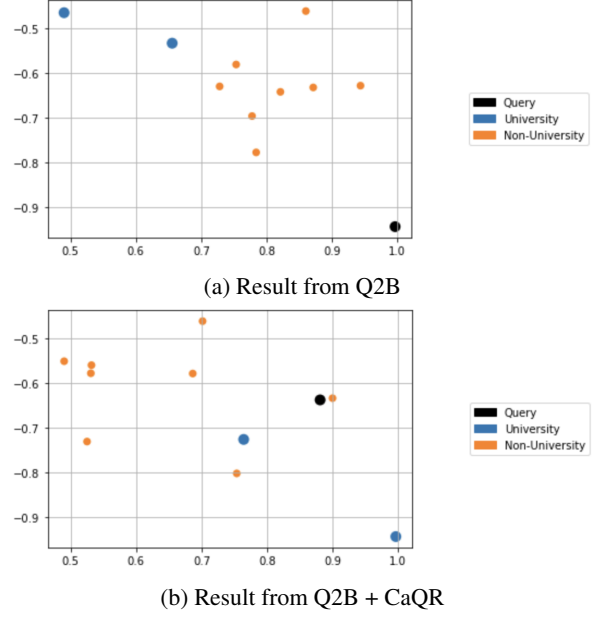 −0.5
−0.6
−0.7
−0.8
−0.9
0.5 0.6 0.7 0.8 0.9 1.0
Query
University
Non-University
(a) Result from Q2B
−0.5
−0.6
−0.7
−0.8
−0.9
0.5 0.6 0.7 0.8 0.9 1.0
Query
University
Non-University
(b) Result from Q2B + CaQR